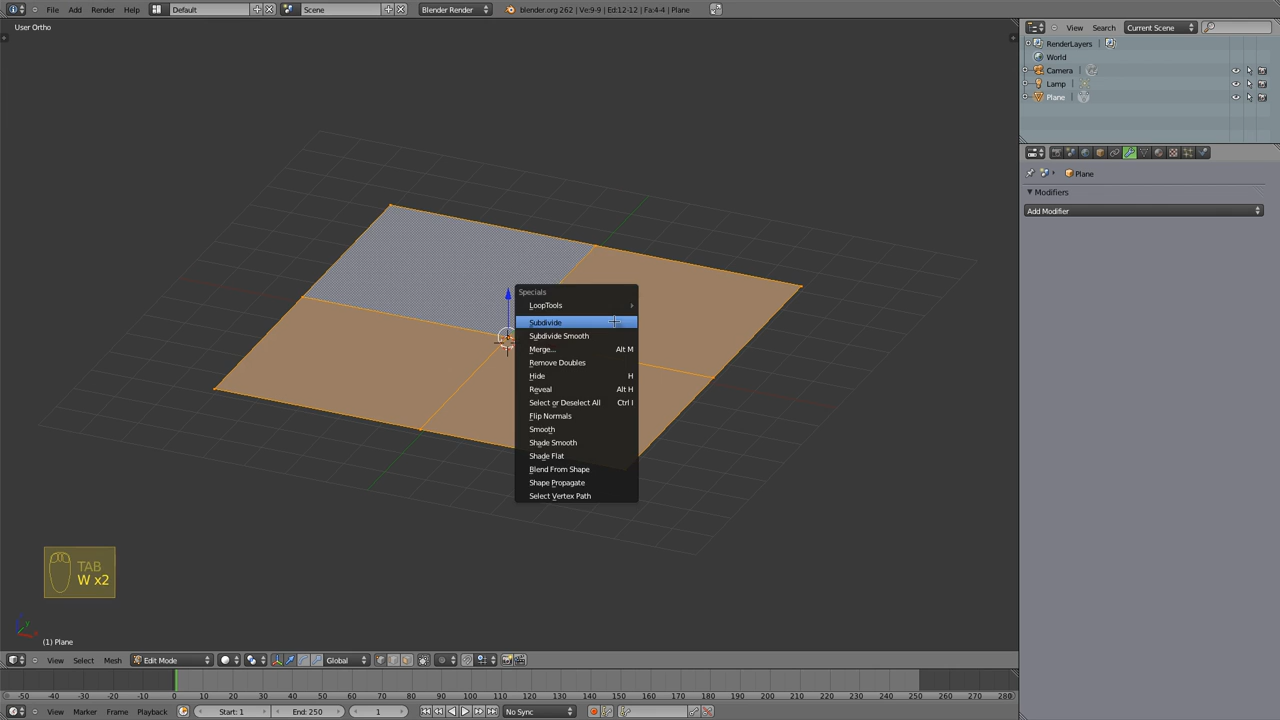 File Add Render Help Default Scene Blender Render blender.org 262 | Ve:9-9 | Ed:12-12 | Fa:4-4 | Plane
User Ortho
View Search Current Scene
RenderLayers
World
Camera
Lamp
Plane
Plane
Modifiers
Add Modifier
Specials
LoopTools
Subdivide
Subdivide Smooth
Merge... Alt M
Remove Doubles
Hide H
Reveal Alt H
Select or Deselect All Ctrl I
Flip Normals
Smooth
Shade Smooth
Shade Flat
Blend From Shape
Shape Propagate
Select Vertex Path
TAB
W x2
(1) Plane
View Select Mesh Edit Mode Global
-50 -40 -30 -20 -10 0 10 20 30 40 50 60 70 80 90 100 110 120 130 140 150 160 170 180 190 200 210 220 230 240 250 260 270 280
View Marker Frame Playback Start: 1 End: 250 1 No Sync